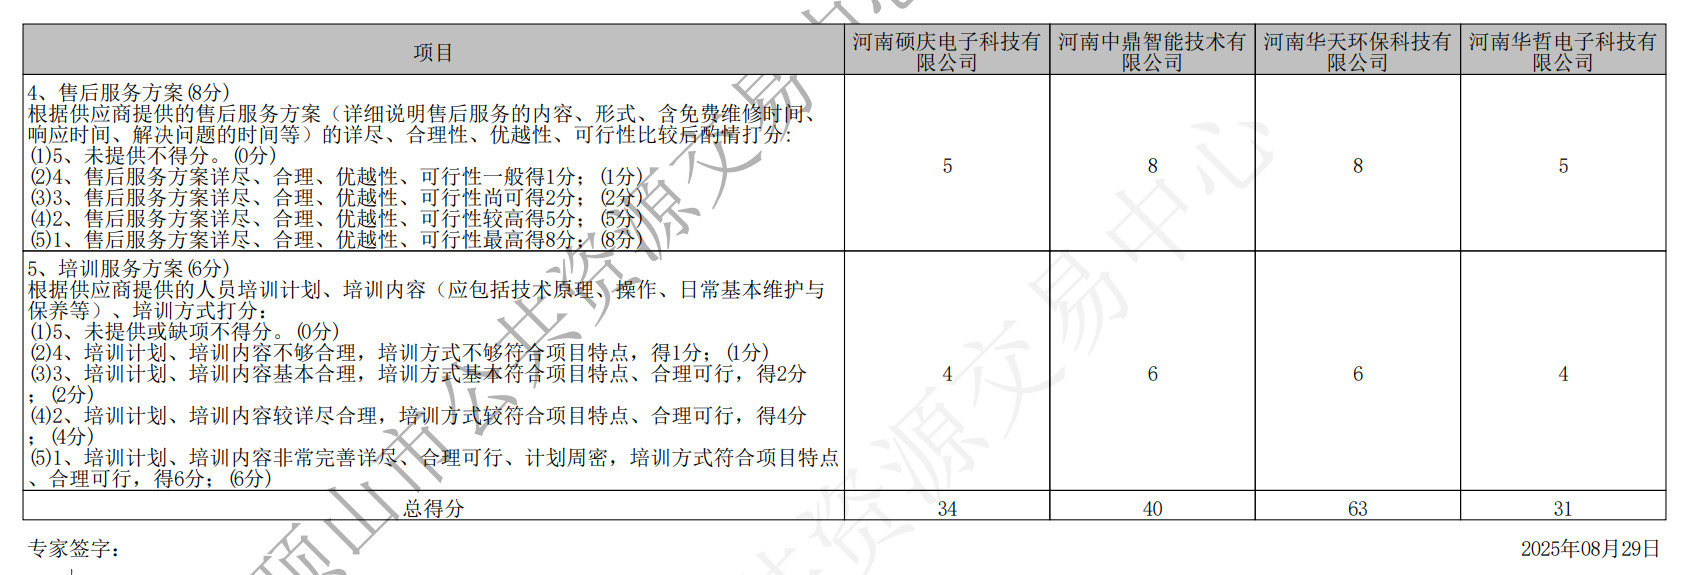 项目
河南硕庆电子科技有
限公司
河南中鼎智能技术有
限公司
河南华天环保科技有
限公司
河南华哲电子科技有
限公司
4、售后服务方案(8分)
根据供应商提供的售后服务方案（详细说明售后服务的内容、形式、含免费维修时间、
响应时间、解决问题的时间等）的详尽、合理性、优越性、可行性比较后酌情打分:
(1)5、未提供不得分。(0分)
(2)4、售后服务方案详尽、合理、优越性、可行性一般得1分；(1分)
(3)3、售后服务方案详尽、合理、优越性、可行性尚可得2分；(2分)
(4)2、售后服务方案详尽、合理、优越性、可行性较高得5分；(5分)
(5)1、售后服务方案详尽、合理、优越性、可行性最高得8分；(8分)
5
8
8
5
5、培训服务方案(6分)
根据供应商提供的人员培训计划、培训内容（应包括技术原理、操作、日常基本维护与
保养等）、培训方式打分：
(1)5、未提供或缺项不得分。(0分)
(2)4、培训计划、培训内容不够合理，培训方式不够符合项目特点，得1分；(1分)
(3)3、培训计划、培训内容基本合理，培训方式基本符合项目特点、合理可行，得2分
；(2分)
(4)2、培训计划、培训内容较详尽合理，培训方式较符合项目特点、合理可行，得4分
；(4分)
(5)1、培训计划、培训内容非常完善详尽、合理可行、计划周密，培训方式符合项目特点
、合理可行，得6分；(6分)
4
6
6
4
总得分
34
40
63
31
专家签字：
2025年08月29日
顶山市公共资源交易中心
共资源交易中心